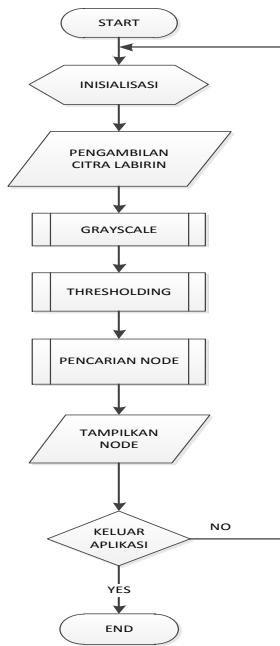 START
INISIALISASI
PENGAMBILAN
CITRA LABIRIN
GRAYSCALE
THRESHOLDING
PENCARIAN NODE
TAMPILKAN
NODE
KELUAR
APLIKASI
NO
YES
END